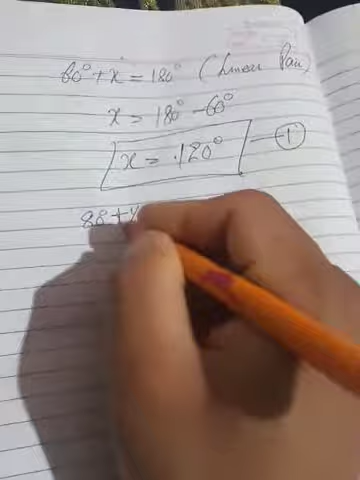 60° + x = 180° (Linear Pair)
x = 180° - 60°
x = 120° - ①
88 + x